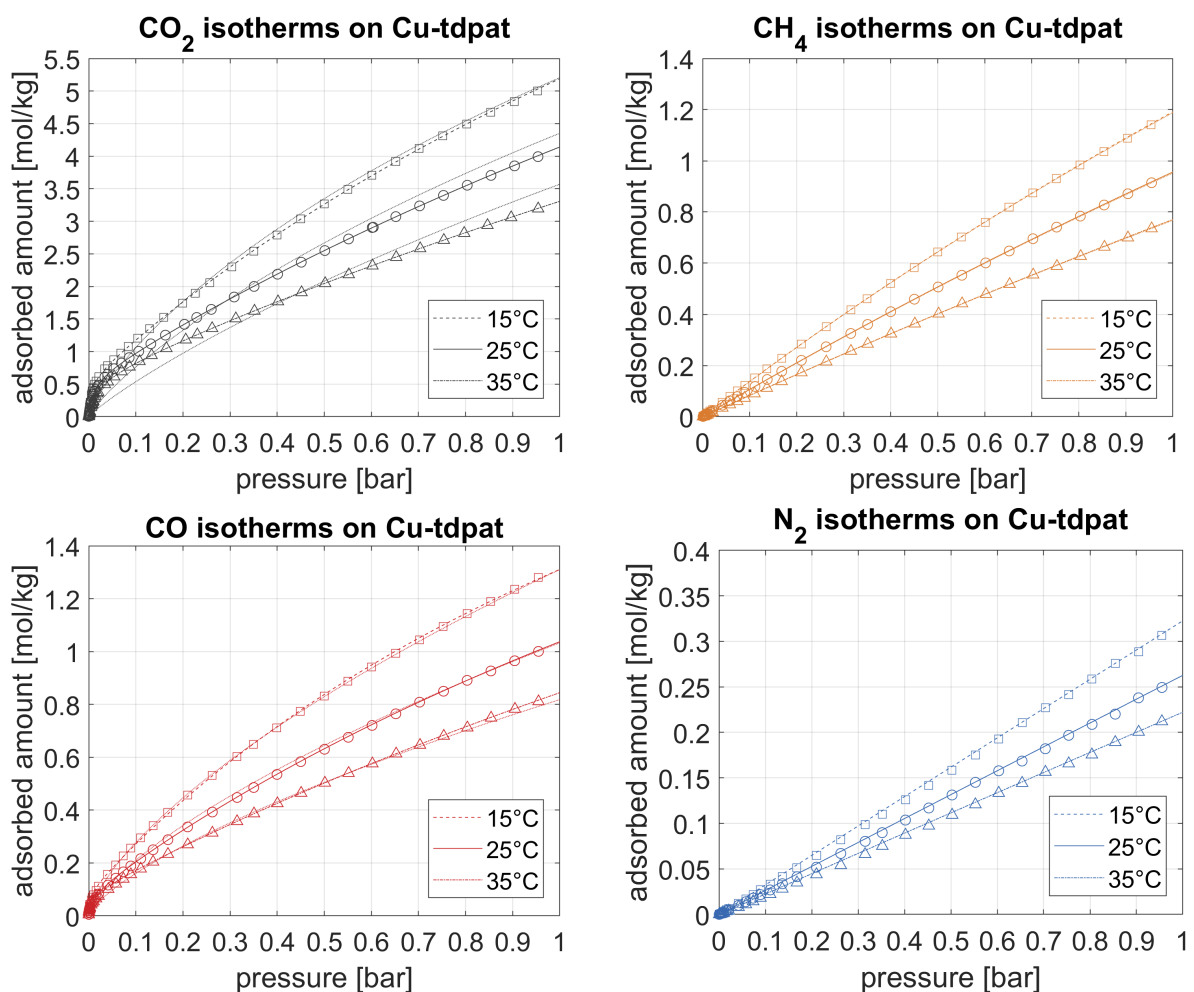 CO2 isotherms on Cu-tdpat
adsorbed amount [mol/kg]
5.5
5
4.5
4
3.5
3
2.5
2
1.5
1
0.5
0
0 0.1 0.2 0.3 0.4 0.5 0.6 0.7 0.8 0.9 1
pressure [bar]
15°C
25°C
35°C
CH4 isotherms on Cu-tdpat
adsorbed amount [mol/kg]
1.4
1.2
1
0.8
0.6
0.4
0.2
0
0 0.1 0.2 0.3 0.4 0.5 0.6 0.7 0.8 0.9 1
pressure [bar]
15°C
25°C
35°C
CO isotherms on Cu-tdpat
adsorbed amount [mol/kg]
1.4
1.2
1
0.8
0.6
0.4
0.2
0
0 0.1 0.2 0.3 0.4 0.5 0.6 0.7 0.8 0.9 1
pressure [bar]
15°C
25°C
35°C
N2 isotherms on Cu-tdpat
adsorbed amount [mol/kg]
0.4
0.35
0.3
0.25
0.2
0.15
0.1
0.05
0
0 0.1 0.2 0.3 0.4 0.5 0.6 0.7 0.8 0.9 1
pressure [bar]
15°C
25°C
35°C